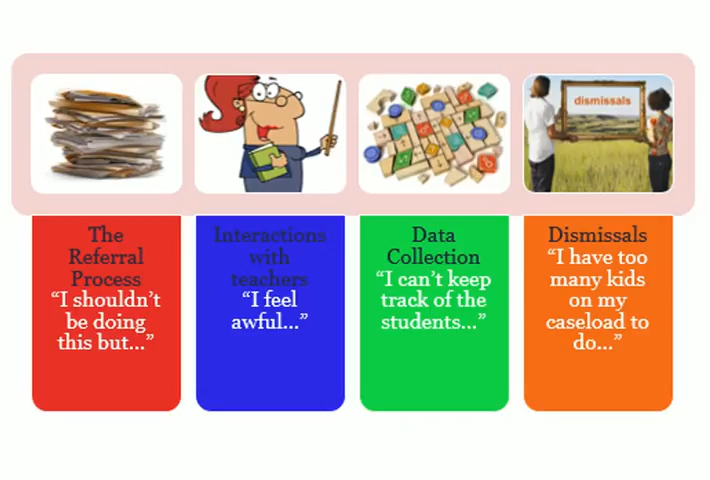 dismissals
The
Referral
Process
“I shouldn’t
be doing
this but...”
Interactions
with
teachers
“I feel
awful...”
Data
Collection
“I can’t keep
track of the
students...”
Dismissals
“I have too
many kids
on my
caseload to
do...”